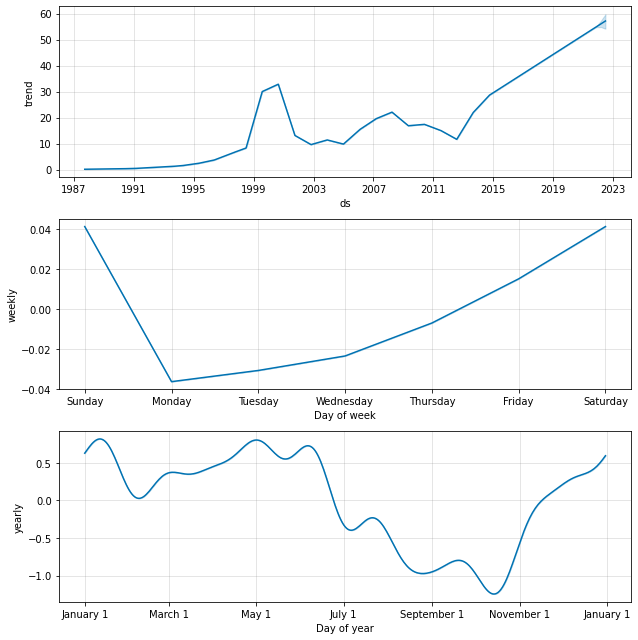 60
50
40
30
20
10
0
trend
1987 1991 1995 1999 2003 2007 2011 2015 2019 2023
ds
0.04
0.02
0.00
−0.02
−0.04
weekly
Sunday Monday Tuesday Wednesday Thursday Friday Saturday
Day of week
0.5
0.0
−0.5
−1.0
yearly
January 1 March 1 May 1 July 1 September 1 November 1 January 1
Day of year